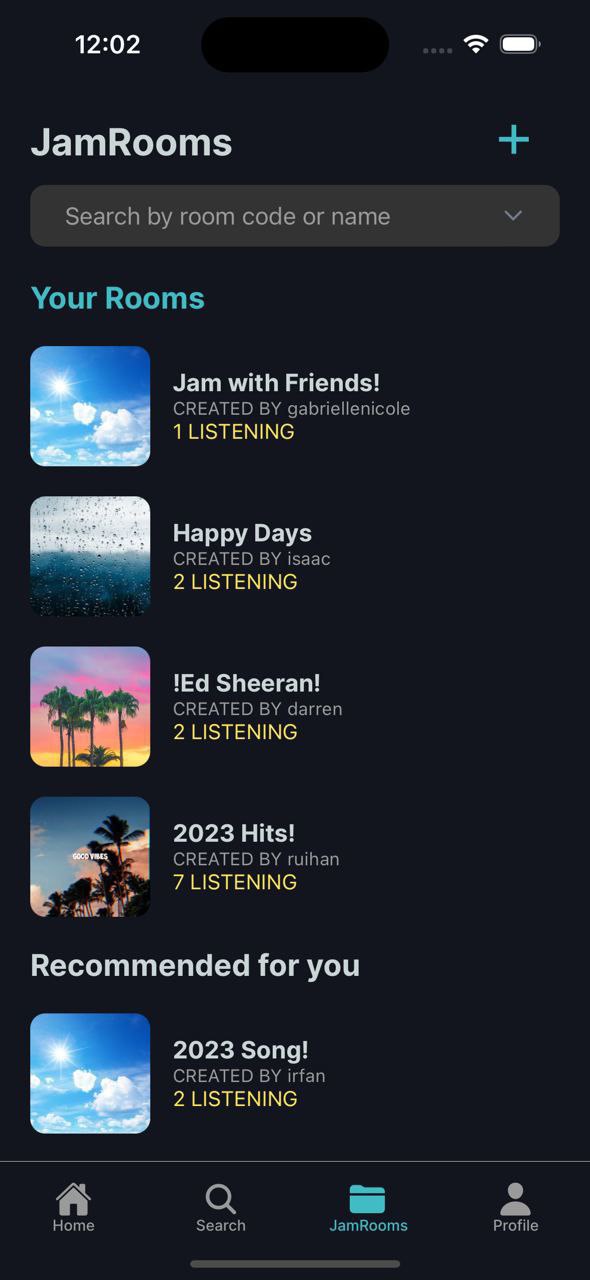 12:02
JamRooms
Search by room code or name
Your Rooms
Jam with Friends!
CREATED BY gabriellenicole
1 LISTENING
Happy Days
CREATED BY isaac
2 LISTENING
!Ed Sheeran!
CREATED BY darren
2 LISTENING
2023 Hits!
CREATED BY ruihan
7 LISTENING
GOOD VIBES
Recommended for you
2023 Song!
CREATED BY irfan
2 LISTENING
Home
Search
JamRooms
Profile